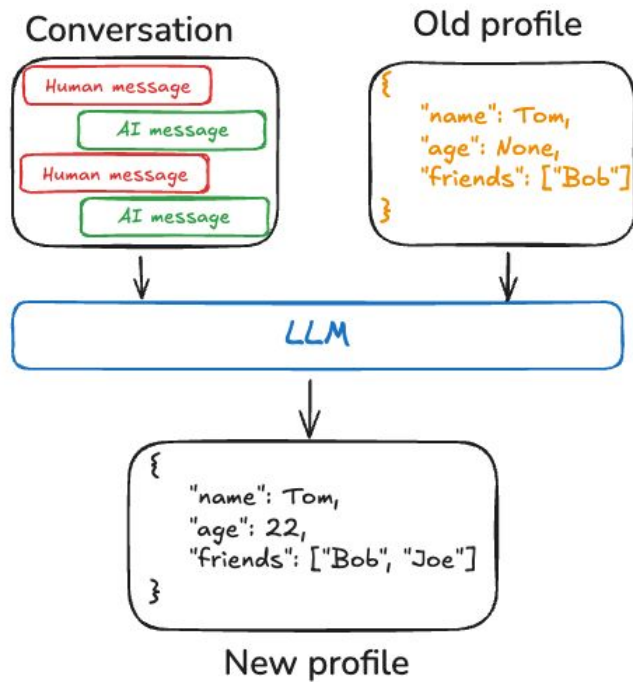 Conversation
Human message
AI message
Human message
AI message
Old profile
{
"name": Tom,
"age": None,
"friends": ["Bob"]
}
LLM
{
"name": Tom,
"age": 22,
"friends": ["Bob", "Joe"]
}
New profile